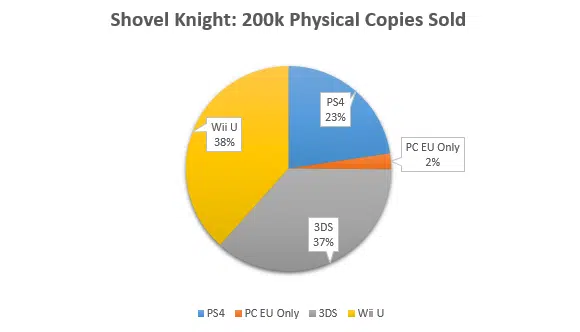 Shovel Knight: 200k Physical Copies Sold
PS4
23%
Wii U
38%
PC EU Only
2%
3DS
37%
PS4 PC EU Only 3DS Wii U